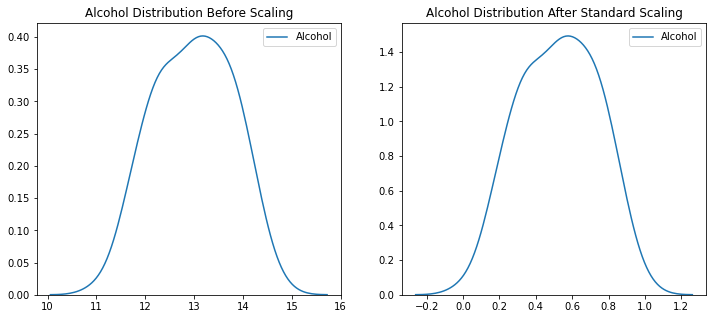 Alcohol Distribution Before Scaling
Alcohol
0.40
0.35
0.30
0.25
0.20
0.15
0.10
0.05
0.00
10 11 12 13 14 15 16
Alcohol Distribution After Standard Scaling
Alcohol
1.4
1.2
1.0
0.8
0.6
0.4
0.2
0.0
−0.2 0.0 0.2 0.4 0.6 0.8 1.0 1.2